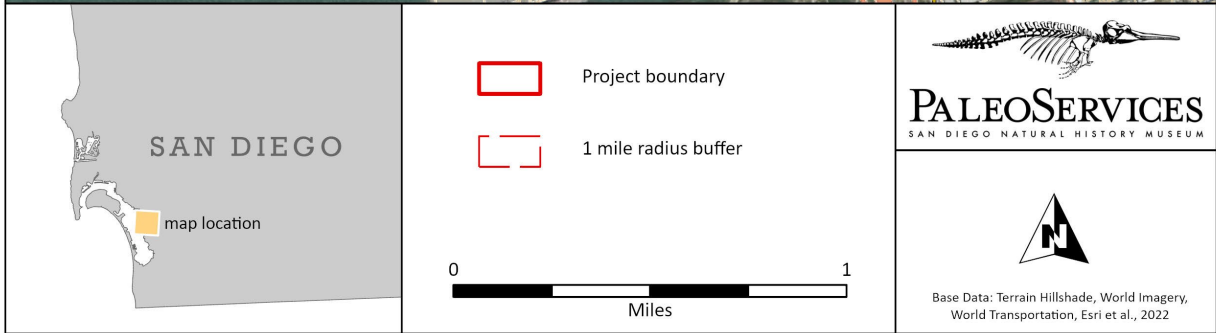 SAN DIEGO
map location
Project boundary
1 mile radius buffer
0 1
Miles
PALEOSERVICES
SAN DIEGO NATURAL HISTORY MUSEUM
N
Base Data: Terrain Hillshade, World Imagery,
World Transportation, Esri et al., 2022